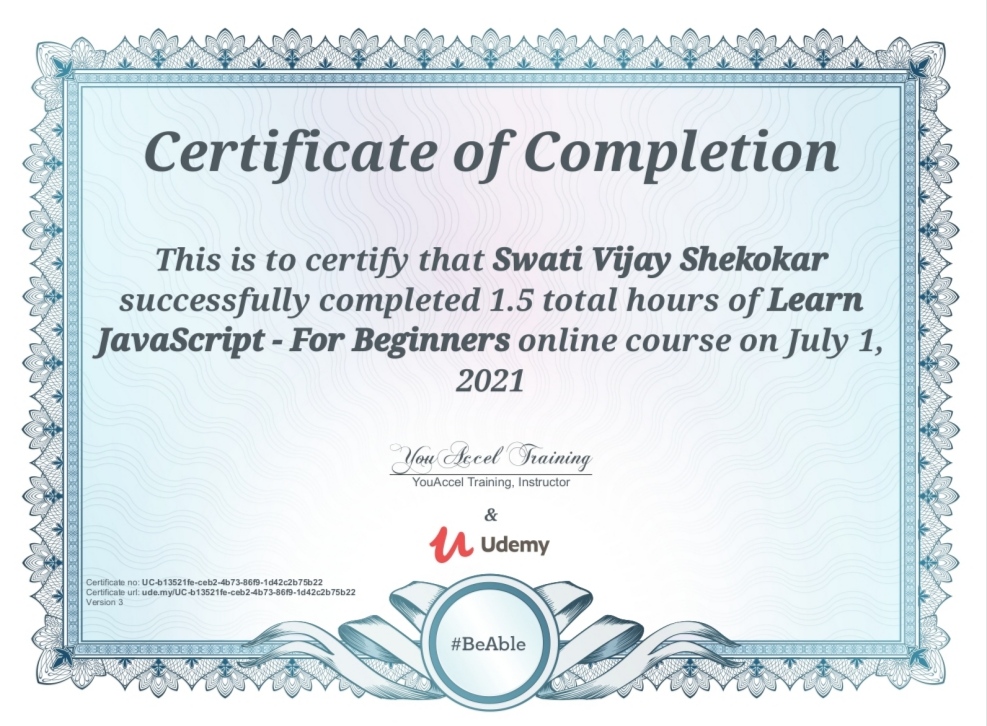 Certificate of Completion
This is to certify that Swati Vijay Shekokar
successfully completed 1.5 total hours of Learn
JavaScript - For Beginners online course on July 1,
2021
You Accel Training
YouAccel Training, Instructor
&
Udemy
Certificate no: UC-b13521fe-ceb2-4b73-86f9-1d42c2b75b22
Certificate url: ude.my/UC-b13521fe-ceb2-4b73-86f9-1d42c2b75b22
Version 3
#BeAble